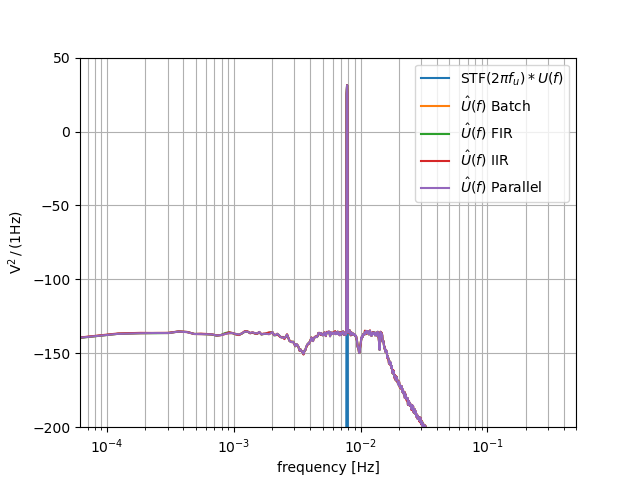 50
0
−50
−100
−150
−200
V² / (1Hz)
10⁻⁴
10⁻³
10⁻²
10⁻¹
frequency [Hz]
STF(2πfᵤ) * U(f)
Û(f) Batch
Û(f) FIR
Û(f) IIR
Û(f) Parallel